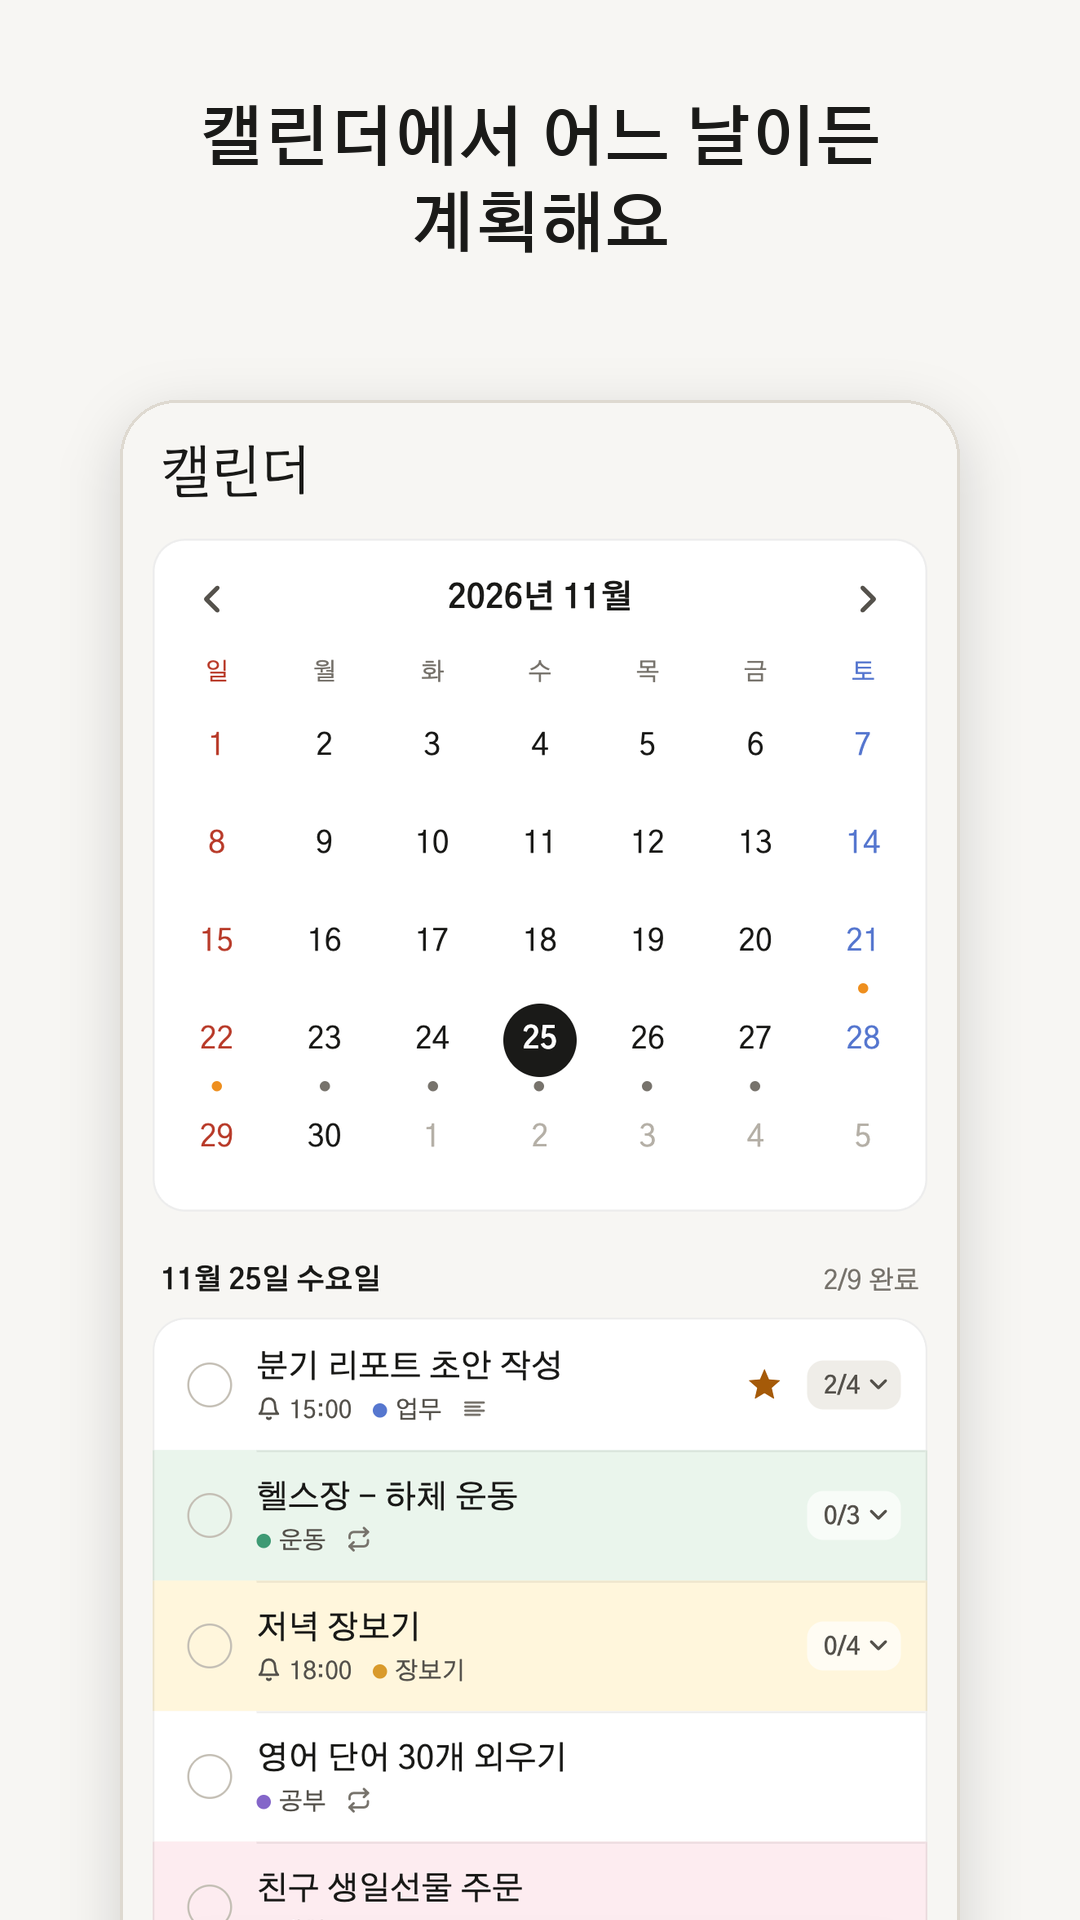 캘린더에서 어느 날이든
계획해요
캘린더
2026년 11월
일 월 화 수 목 금 토
1 2 3 4 5 6 7
8 9 10 11 12 13 14
15 16 17 18 19 20 21
22 23 24 25 26 27 28
29 30 1 2 3 4 5
11월 25일 수요일 2/9 완료
분기 리포트 초안 작성 2/4
15:00 업무
헬스장 – 하체 운동 0/3
운동
저녁 장보기 0/4
18:00 장보기
영어 단어 30개 외우기
공부
친구 생일선물 주문